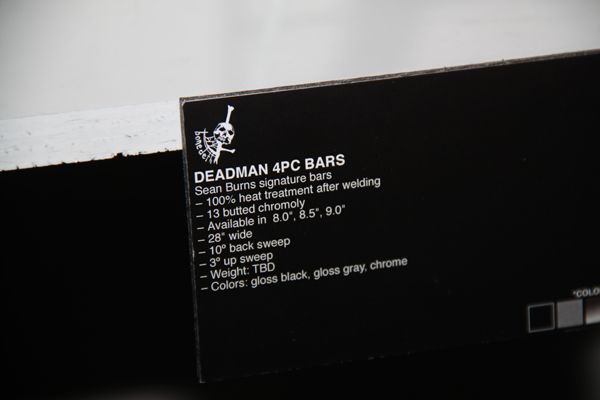 bone deth
DEADMAN 4PC BARS
Sean Burns signature bars
– 100% heat treatment after welding
– 13 butted chromoly
– Available in 8.0", 8.5", 9.0"
– 28" wide
– 10º back sweep
– 3º up sweep
– Weight: TBD
– Colors: gloss black, gloss gray, chrome
*COLO